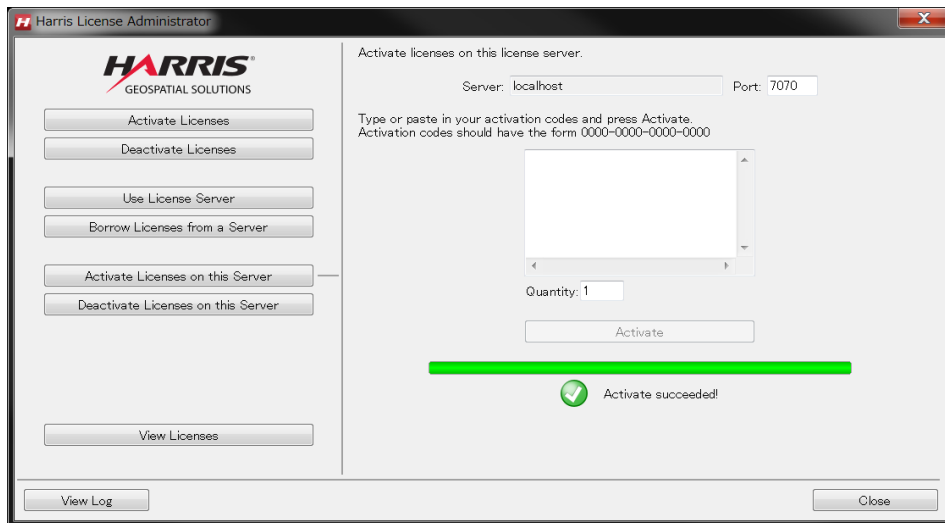 Harris License Administrator
HARRIS®
GEOSPATIAL SOLUTIONS
Activate Licenses
Deactivate Licenses
Use License Server
Borrow Licenses from a Server
Activate Licenses on this Server
Deactivate Licenses on this Server
View Licenses
Activate licenses on this license server.
Server: localhost Port: 7070
Type or paste in your activation codes and press Activate.
Activation codes should have the form 0000-0000-0000-0000
Quantity: 1
Activate
Activate succeeded!
View Log
Close